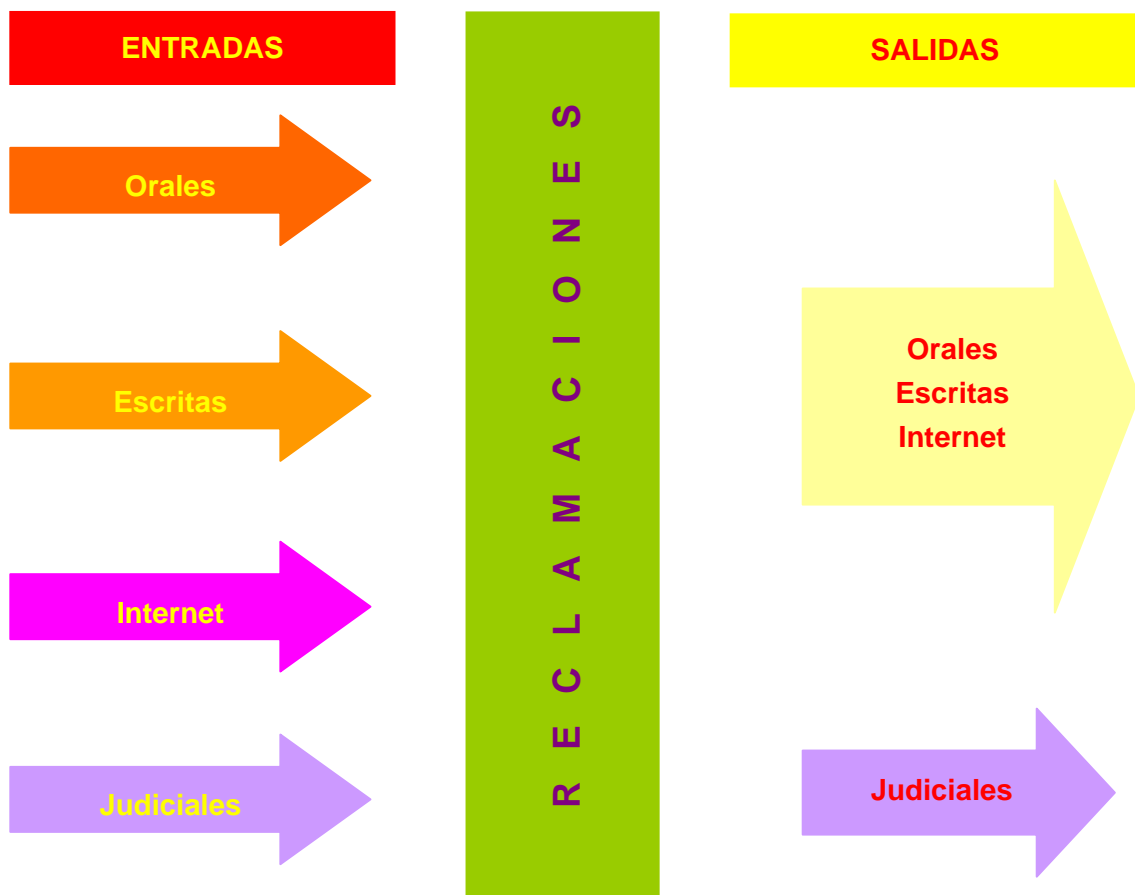 ENTRADAS
Orales
Escritas
Internet
Judiciales
RECLAMACIONES
SALIDAS
Orales
Escritas
Internet
Judiciales